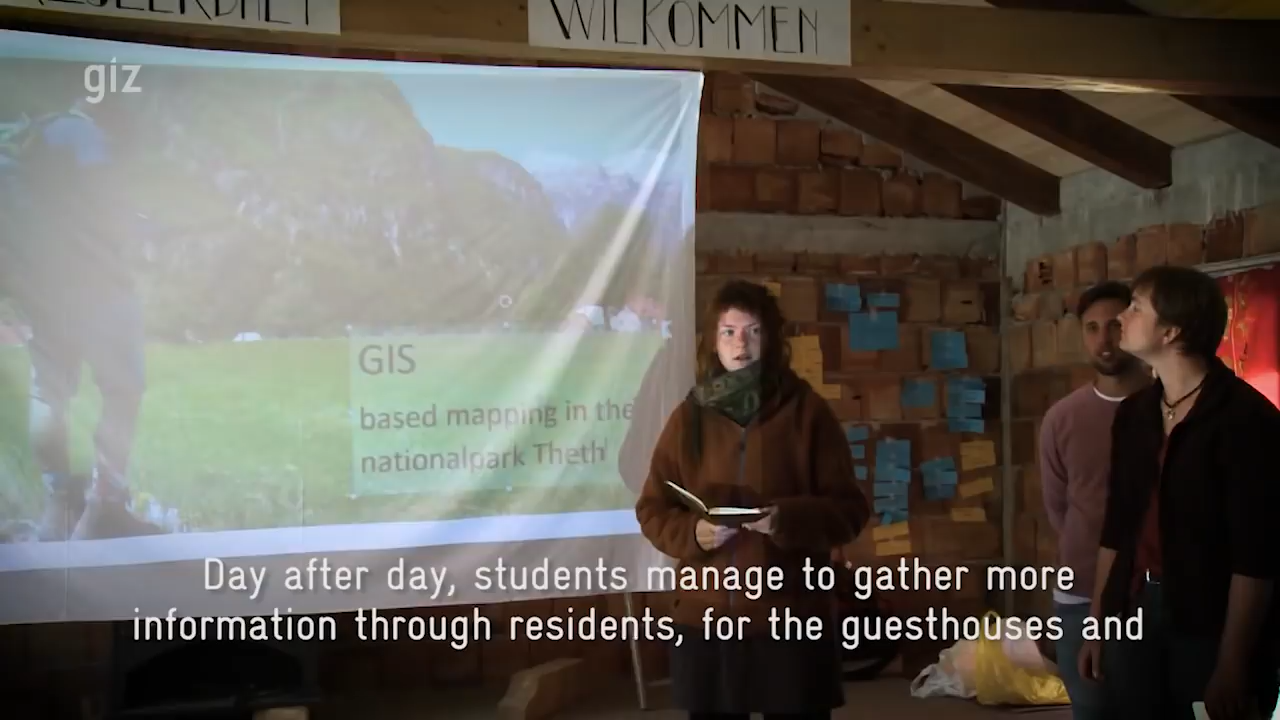 WILKOMMEN
giz
GIS
based mapping in the
nationalpark Theth
Day after day, students manage to gather more
information through residents, for the guesthouses and